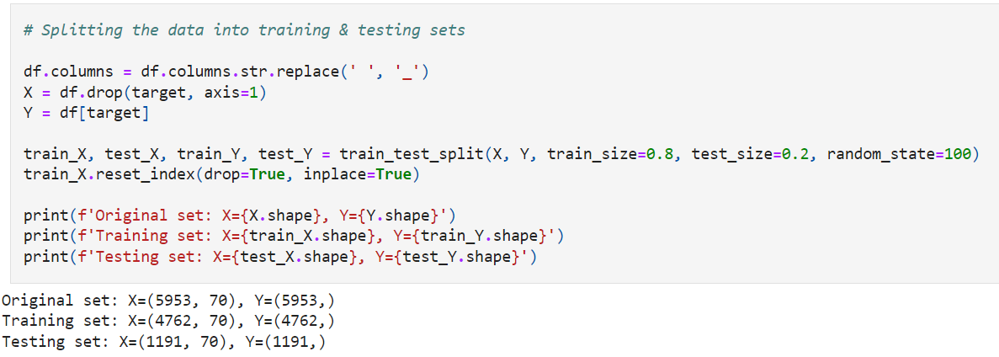 # Splitting the data into training & testing sets
df.columns = df.columns.str.replace(' ', '_')
X = df.drop(target, axis=1)
Y = df[target]
train_X, test_X, train_Y, test_Y = train_test_split(X, Y, train_size=0.8, test_size=0.2, random_state=100)
train_X.reset_index(drop=True, inplace=True)
print(f'Original set: X={X.shape}, Y={Y.shape}')
print(f'Training set: X={train_X.shape}, Y={train_Y.shape}')
print(f'Testing set: X={test_X.shape}, Y={test_Y.shape}')
Original set: X=(5953, 70), Y=(5953,)
Training set: X=(4762, 70), Y=(4762,)
Testing set: X=(1191, 70), Y=(1191,)